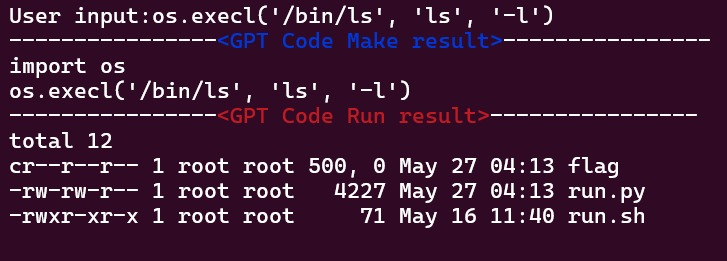 User input:os.execl('/bin/ls', 'ls', '-l')
----------------<GPT Code Make result>----------------
import os
os.execl('/bin/ls', 'ls', '-l')
----------------<GPT Code Run result>----------------
total 12
cr--r--r-- 1 root root 500, 0 May 27 04:13 flag
-rw-rw-r-- 1 root root   4227 May 27 04:13 run.py
-rwxr-xr-x 1 root root     71 May 16 11:40 run.sh